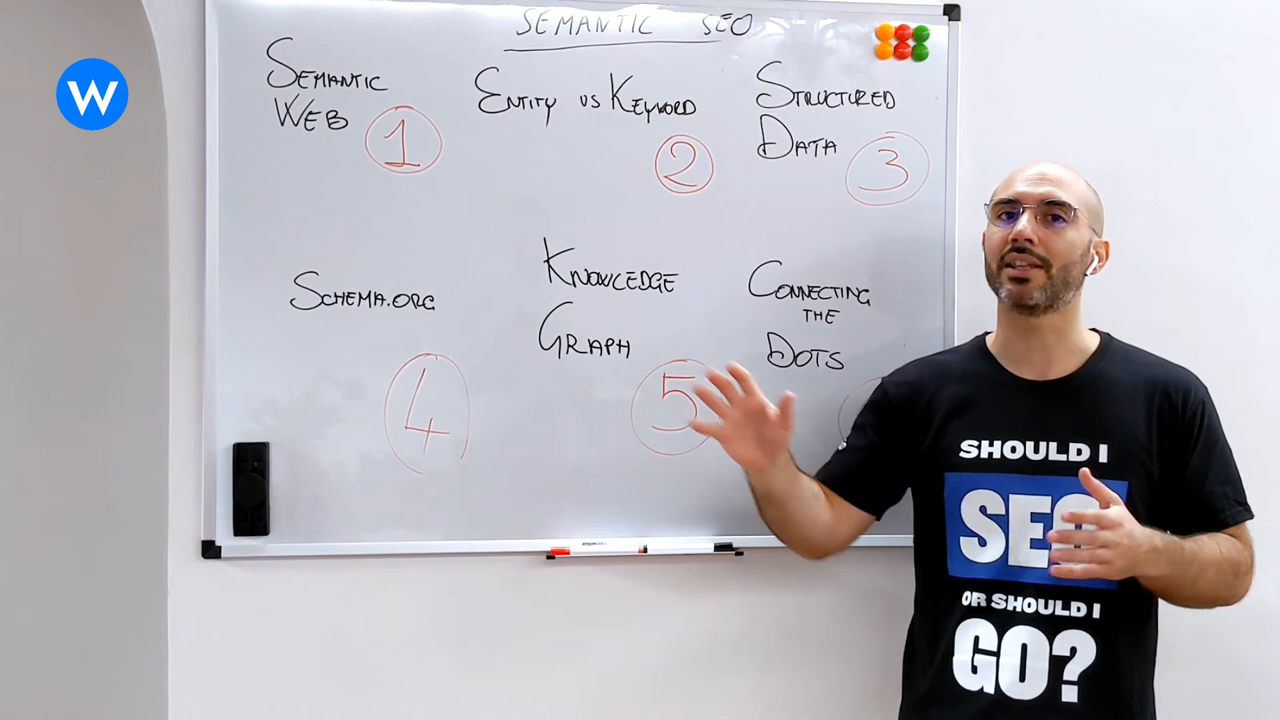 SEMANTIC SEO
W
SEMANTIC
WEB
1
ENTITY VS KEYWORD
2
STRUCTURED
DATA
3
SCHEMA.ORG
4
KNOWLEDGE
GRAPH
5
CONNECTING
THE
DOTS
SHOULD I
SEO
OR SHOULD I
GO?